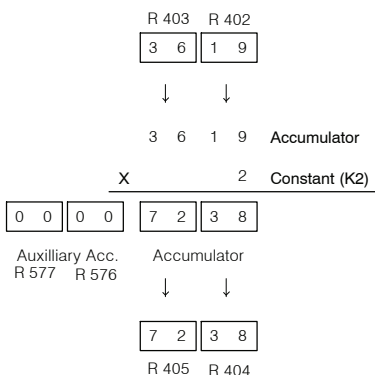 R 403 R 402
3 6 1 9
↓ ↓
3 6 1 9 Accumulator
X 2 Constant (K2)
0 0 0 0 7 2 3 8
Auxilliary Acc. Accumulator
R 577 R 576
↓ ↓
7 2 3 8
R 405 R 404